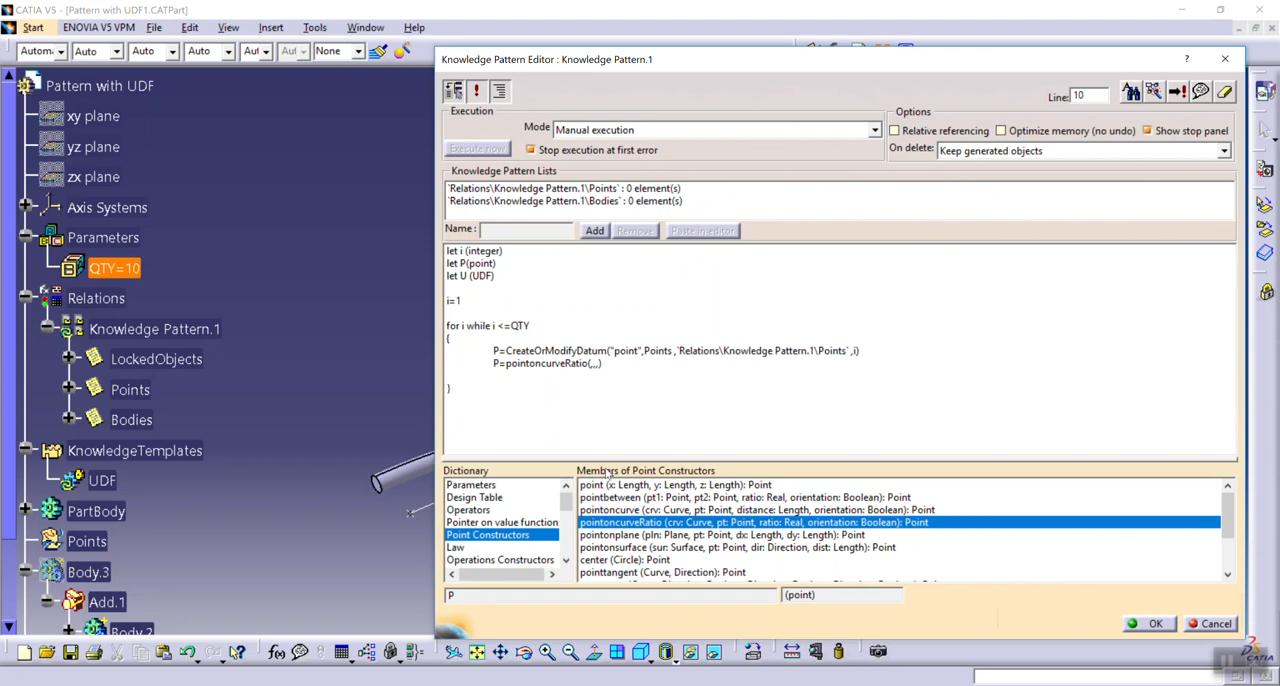 CATIA V5 - [Pattern with UDF1.CATPart]
Start ENOVIA V5 VPM File Edit View Insert Tools Window Help
Autom Auto Auto Auto Aut Aut None
Pattern with UDF
xy plane
yz plane
zx plane
Axis Systems
Parameters
QTY=10
Relations
Knowledge Pattern.1
LockedObjects
Points
Bodies
KnowledgeTemplates
UDF
PartBody
Points
Body.3
Add.1
Body.2
Knowledge Pattern Editor : Knowledge Pattern.1
Line: 10
Execution
Mode Manual execution
Execute now Stop execution at first error
Options
Relative referencing Optimize memory (no undo) Show stop panel
On delete: Keep generated objects
Knowledge Pattern Lists
`Relations\Knowledge Pattern.1\Points` : 0 element(s)
`Relations\Knowledge Pattern.1\Bodies` : 0 element(s)
Name : Add Remove Paste in editor
let i (integer)
let P(point)
let U (UDF)
i=1
for i while i <=QTY
{
P=CreateOrModifyDatum("point",Points ,`Relations\Knowledge Pattern.1\Points` ,i)
P=pointoncurveRatio(,,,)
}
Dictionary
Parameters
Design Table
Operators
Pointer on value function
Point Constructors
Law
Operations Constructors
Members of Point Constructors
point (x: Length, y: Length, z: Length): Point
pointbetween (pt1: Point, pt2: Point, ratio: Real, orientation: Boolean): Point
pointoncurve (crv: Curve, pt: Point, distance: Length, orientation: Boolean): Point
pointoncurveRatio (crv: Curve, pt: Point, ratio: Real, orientation: Boolean): Point
pointonplane (pln: Plane, pt: Point, dx: Length, dy: Length): Point
pointonsurface (sur: Surface, pt: Point, dir: Direction, dist: Length): Point
center (Circle): Point
pointtangent (Curve, Direction): Point
P (point)
OK Cancel
CATIA